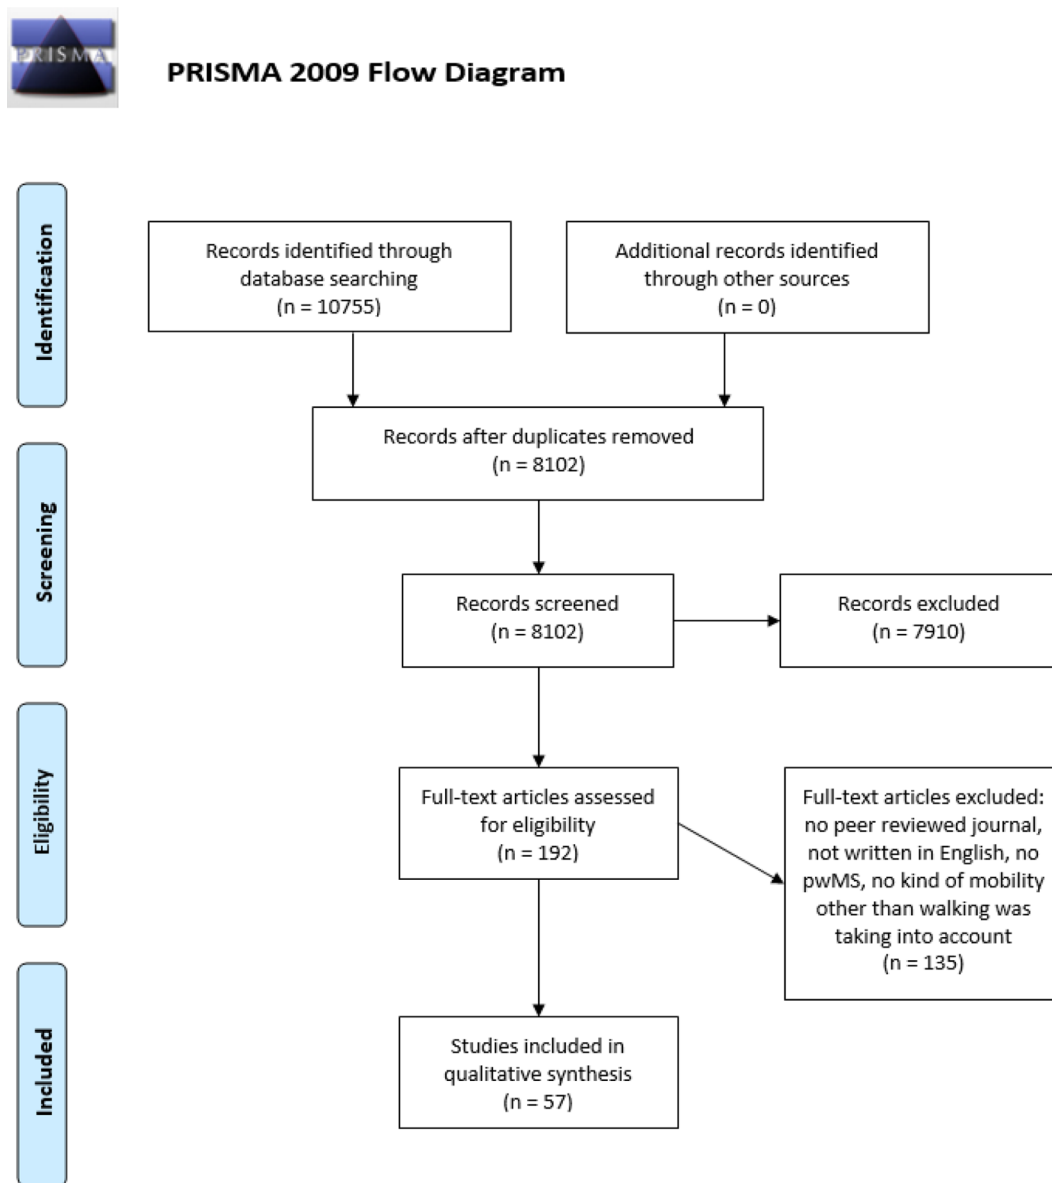 PRISMA
PRISMA 2009 Flow Diagram
Identification
Records identified through
database searching
(n = 10755)
Additional records identified
through other sources
(n = 0)
Records after duplicates removed
(n = 8102)
Screening
Records screened
(n = 8102)
Records excluded
(n = 7910)
Eligibility
Full-text articles assessed
for eligibility
(n = 192)
Full-text articles excluded:
no peer reviewed journal,
not written in English, no
pwMS, no kind of mobility
other than walking was
taking into account
(n = 135)
Included
Studies included in
qualitative synthesis
(n = 57)